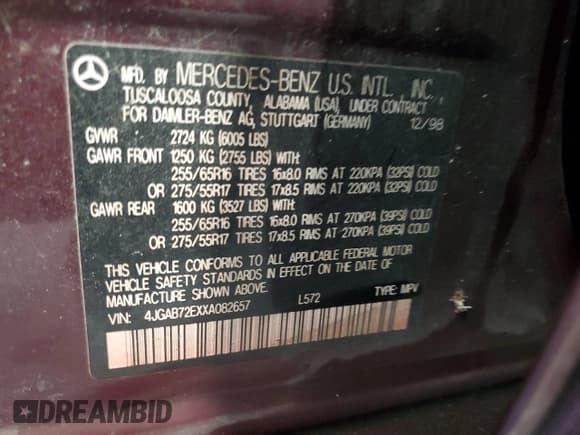 MFD. BY MERCEDES-BENZ U.S. INTL., INC.,
TUSCALOOSA COUNTY, ALABAMA (USA), UNDER CONTRACT
FOR DAIMLER-BENZ AG, STUTTGART (GERMANY) 12/98
GVWR 2724 KG (6005 LBS)
GAWR FRONT 1250 KG (2755 LBS) WITH:
255/65R16 TIRES 16x8.0 RIMS AT 220KPA (32PSI) COLD
OR 275/55R17 TIRES 17x8.5 RIMS AT 220KPA (32PSI) COLD
GAWR REAR 1600 KG (3527 LBS) WITH:
255/65R16 TIRES 16x8.0 RIMS AT 270KPA (39PSI) COLD
OR 275/55R17 TIRES 17x8.5 RIMS AT 270KPA (39PSI) COLD
THIS VEHICLE CONFORMS TO ALL APPLICABLE FEDERAL MOTOR
VEHICLE SAFETY STANDARDS IN EFFECT ON THE DATE OF
MANUFACTURE SHOWN ABOVE. L572 TYPE: MPV
VIN: 4JGAB72EXXA082657
DREAMBID